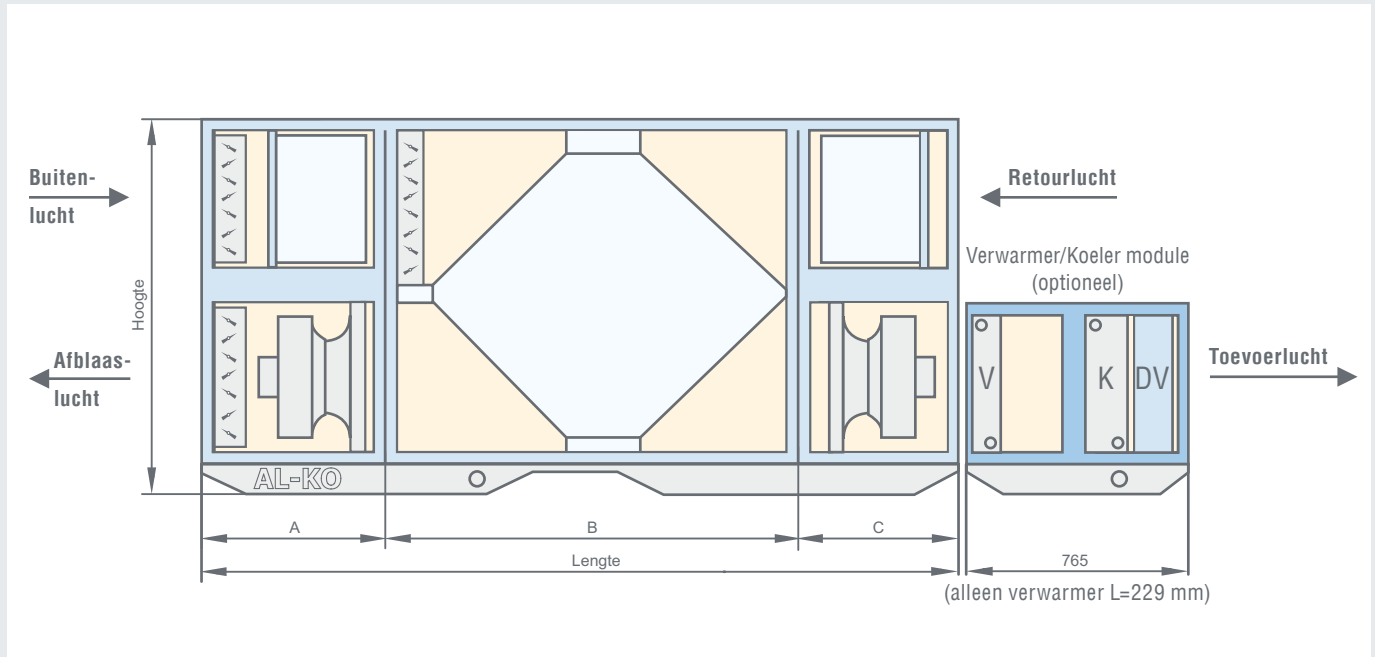 Buiten-
lucht
Retourlucht
Verwarmer/Koeler module
(optioneel)
Hoogte
Afblaas-
lucht
Toevoerlucht
V
K
DV
AL-KO
A
B
C
Lengte
765
(alleen verwarmer L=229 mm)